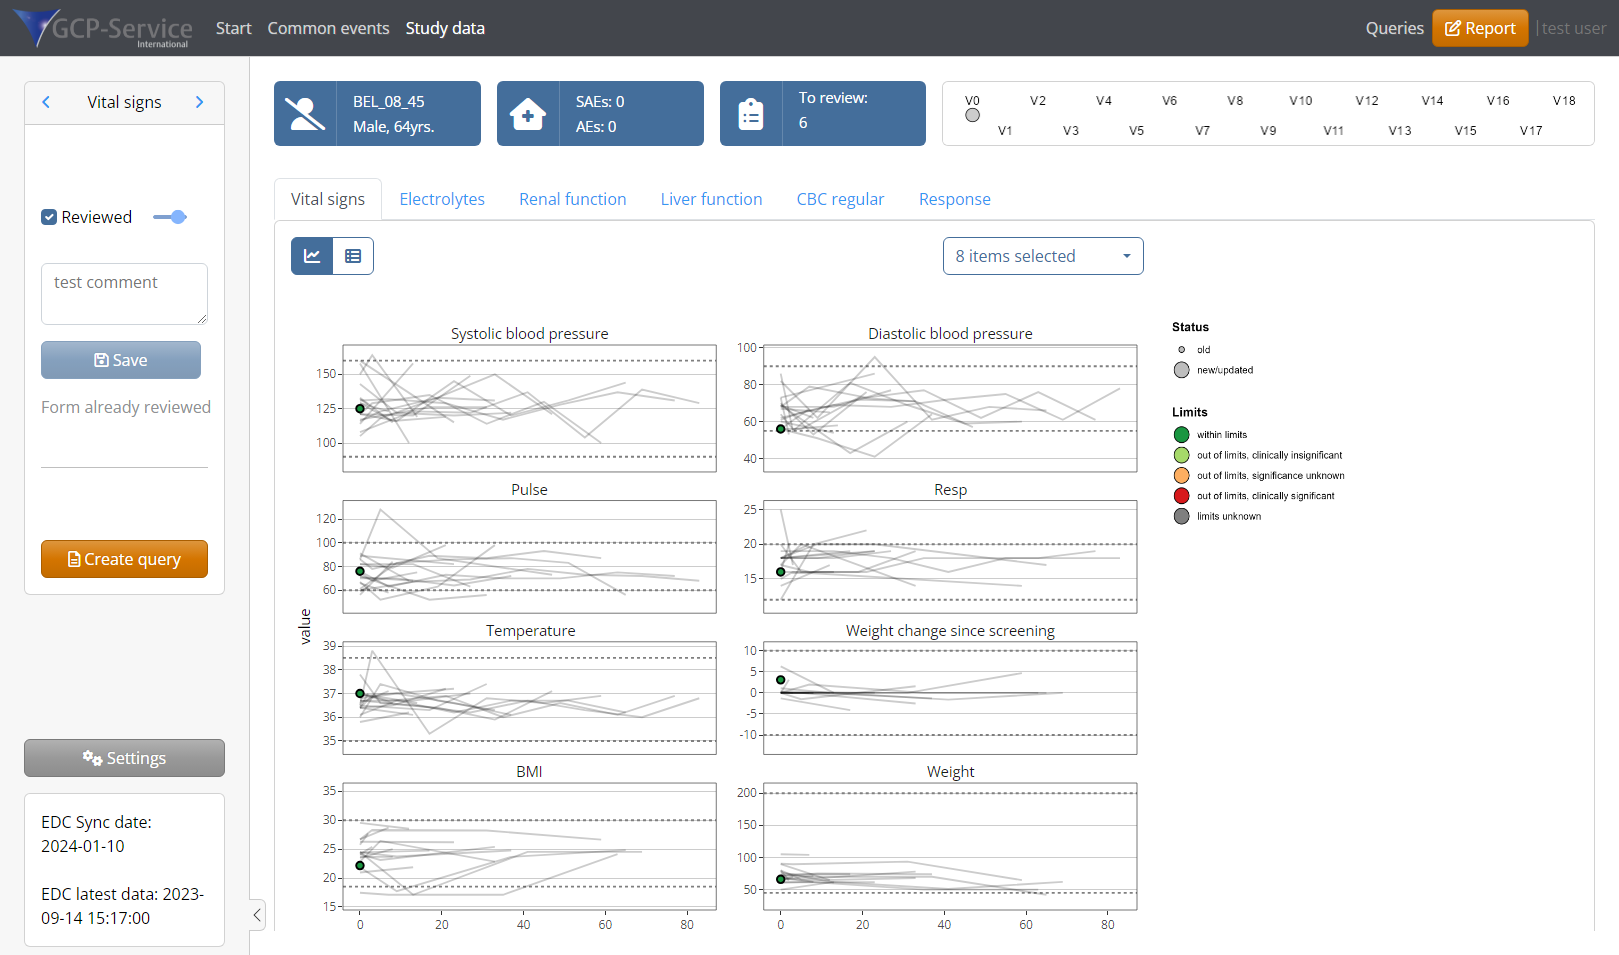 GCP-Service
International
Start
Common events
Study data
Queries
Report
| test user
Vital signs
Reviewed
test comment
Save
Form already reviewed
Create query
Settings
EDC Sync date:
2024-01-10
EDC latest data: 2023-
09-14 15:17:00
BEL_08_45
Male, 64yrs.
SAEs: 0
AEs: 0
To review:
6
V0 V2 V4 V6 V8 V10 V12 V14 V16 V18
V1 V3 V5 V7 V9 V11 V13 V15 V17
Vital signs
Electrolytes
Renal function
Liver function
CBC regular
Response
8 items selected
value
Systolic blood pressure
150
125
100
Diastolic blood pressure
100
80
60
40
Pulse
120
100
80
60
Resp
25
20
15
Temperature
39
38
37
36
35
Weight change since screening
10
5
0
-5
-10
BMI
35
30
25
20
15
0 20 40 60 80
Weight
200
150
100
50
0 20 40 60 80
Status
old
new/updated
Limits
within limits
out of limits, clinically insignificant
out of limits, significance unknown
out of limits, clinically significant
limits unknown